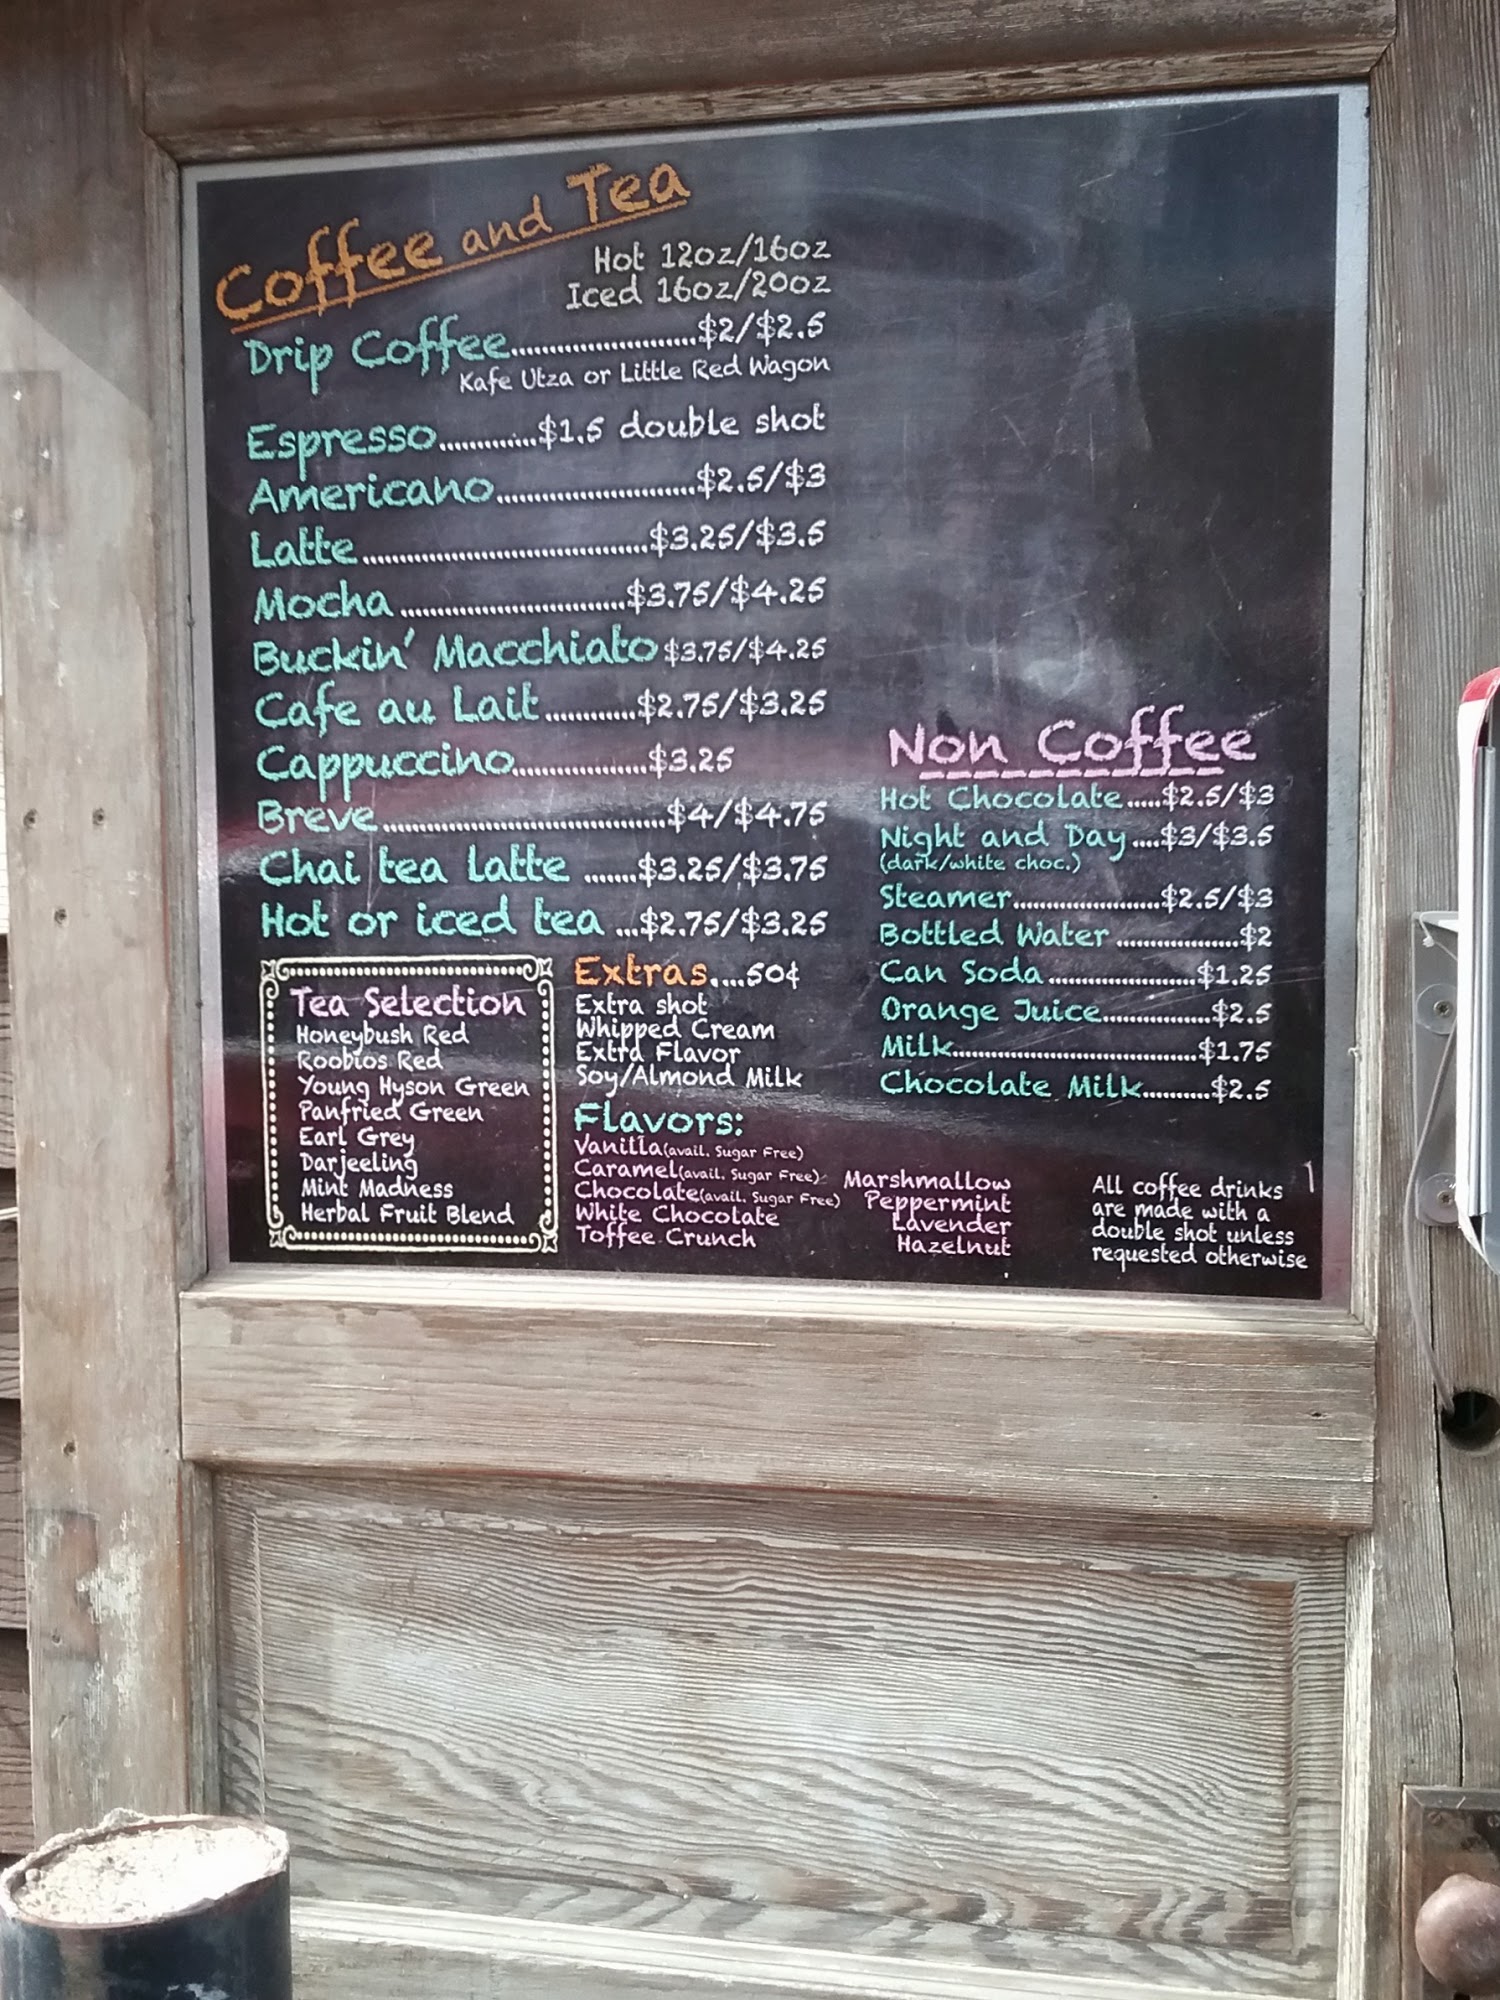 Coffee and Tea
Hot 12oz/16oz
Iced 16oz/20oz
Drip Coffee........................$2/$2.5
Kafe Utza or Little Red Wagon
Espresso.............$1.5 double shot
Americano..........................$2.5/$3
Latte......................................$3.25/$3.5
Mocha..............................$3.75/$4.25
Buckin' Macchiato $3.75/$4.25
Cafe au Lait............$2.75/$3.25
Cappuccino..................$3.25
Breve......................................$4/$4.75
Chai tea latte .......$3.25/$3.75
Hot or iced tea ...$2.75/$3.25
Tea Selection
Honeybush Red
Roobios Red
Young Hyson Green
Panfried Green
Earl Grey
Darjeeling
Mint Madness
Herbal Fruit Blend
Extras....50¢
Extra shot
Whipped Cream
Extra Flavor
Soy/Almond Milk
Flavors:
Vanilla(avail. Sugar Free)
Caramel(avail. Sugar Free)
Chocolate(avail. Sugar Free)
White Chocolate
Toffee Crunch
Marshmallow
Peppermint
Lavender
Hazelnut
Non Coffee
Hot Chocolate.....$2.5/$3
Night and Day....$3/$3.5
(dark/white choc.)
Steamer......................$2.5/$3
Bottled Water...................$2
Can Soda......................$1.25
Orange Juice................$2.5
Milk.....................................$1.75
Chocolate Milk..........$2.5
All coffee drinks
are made with a
double shot unless
requested otherwise